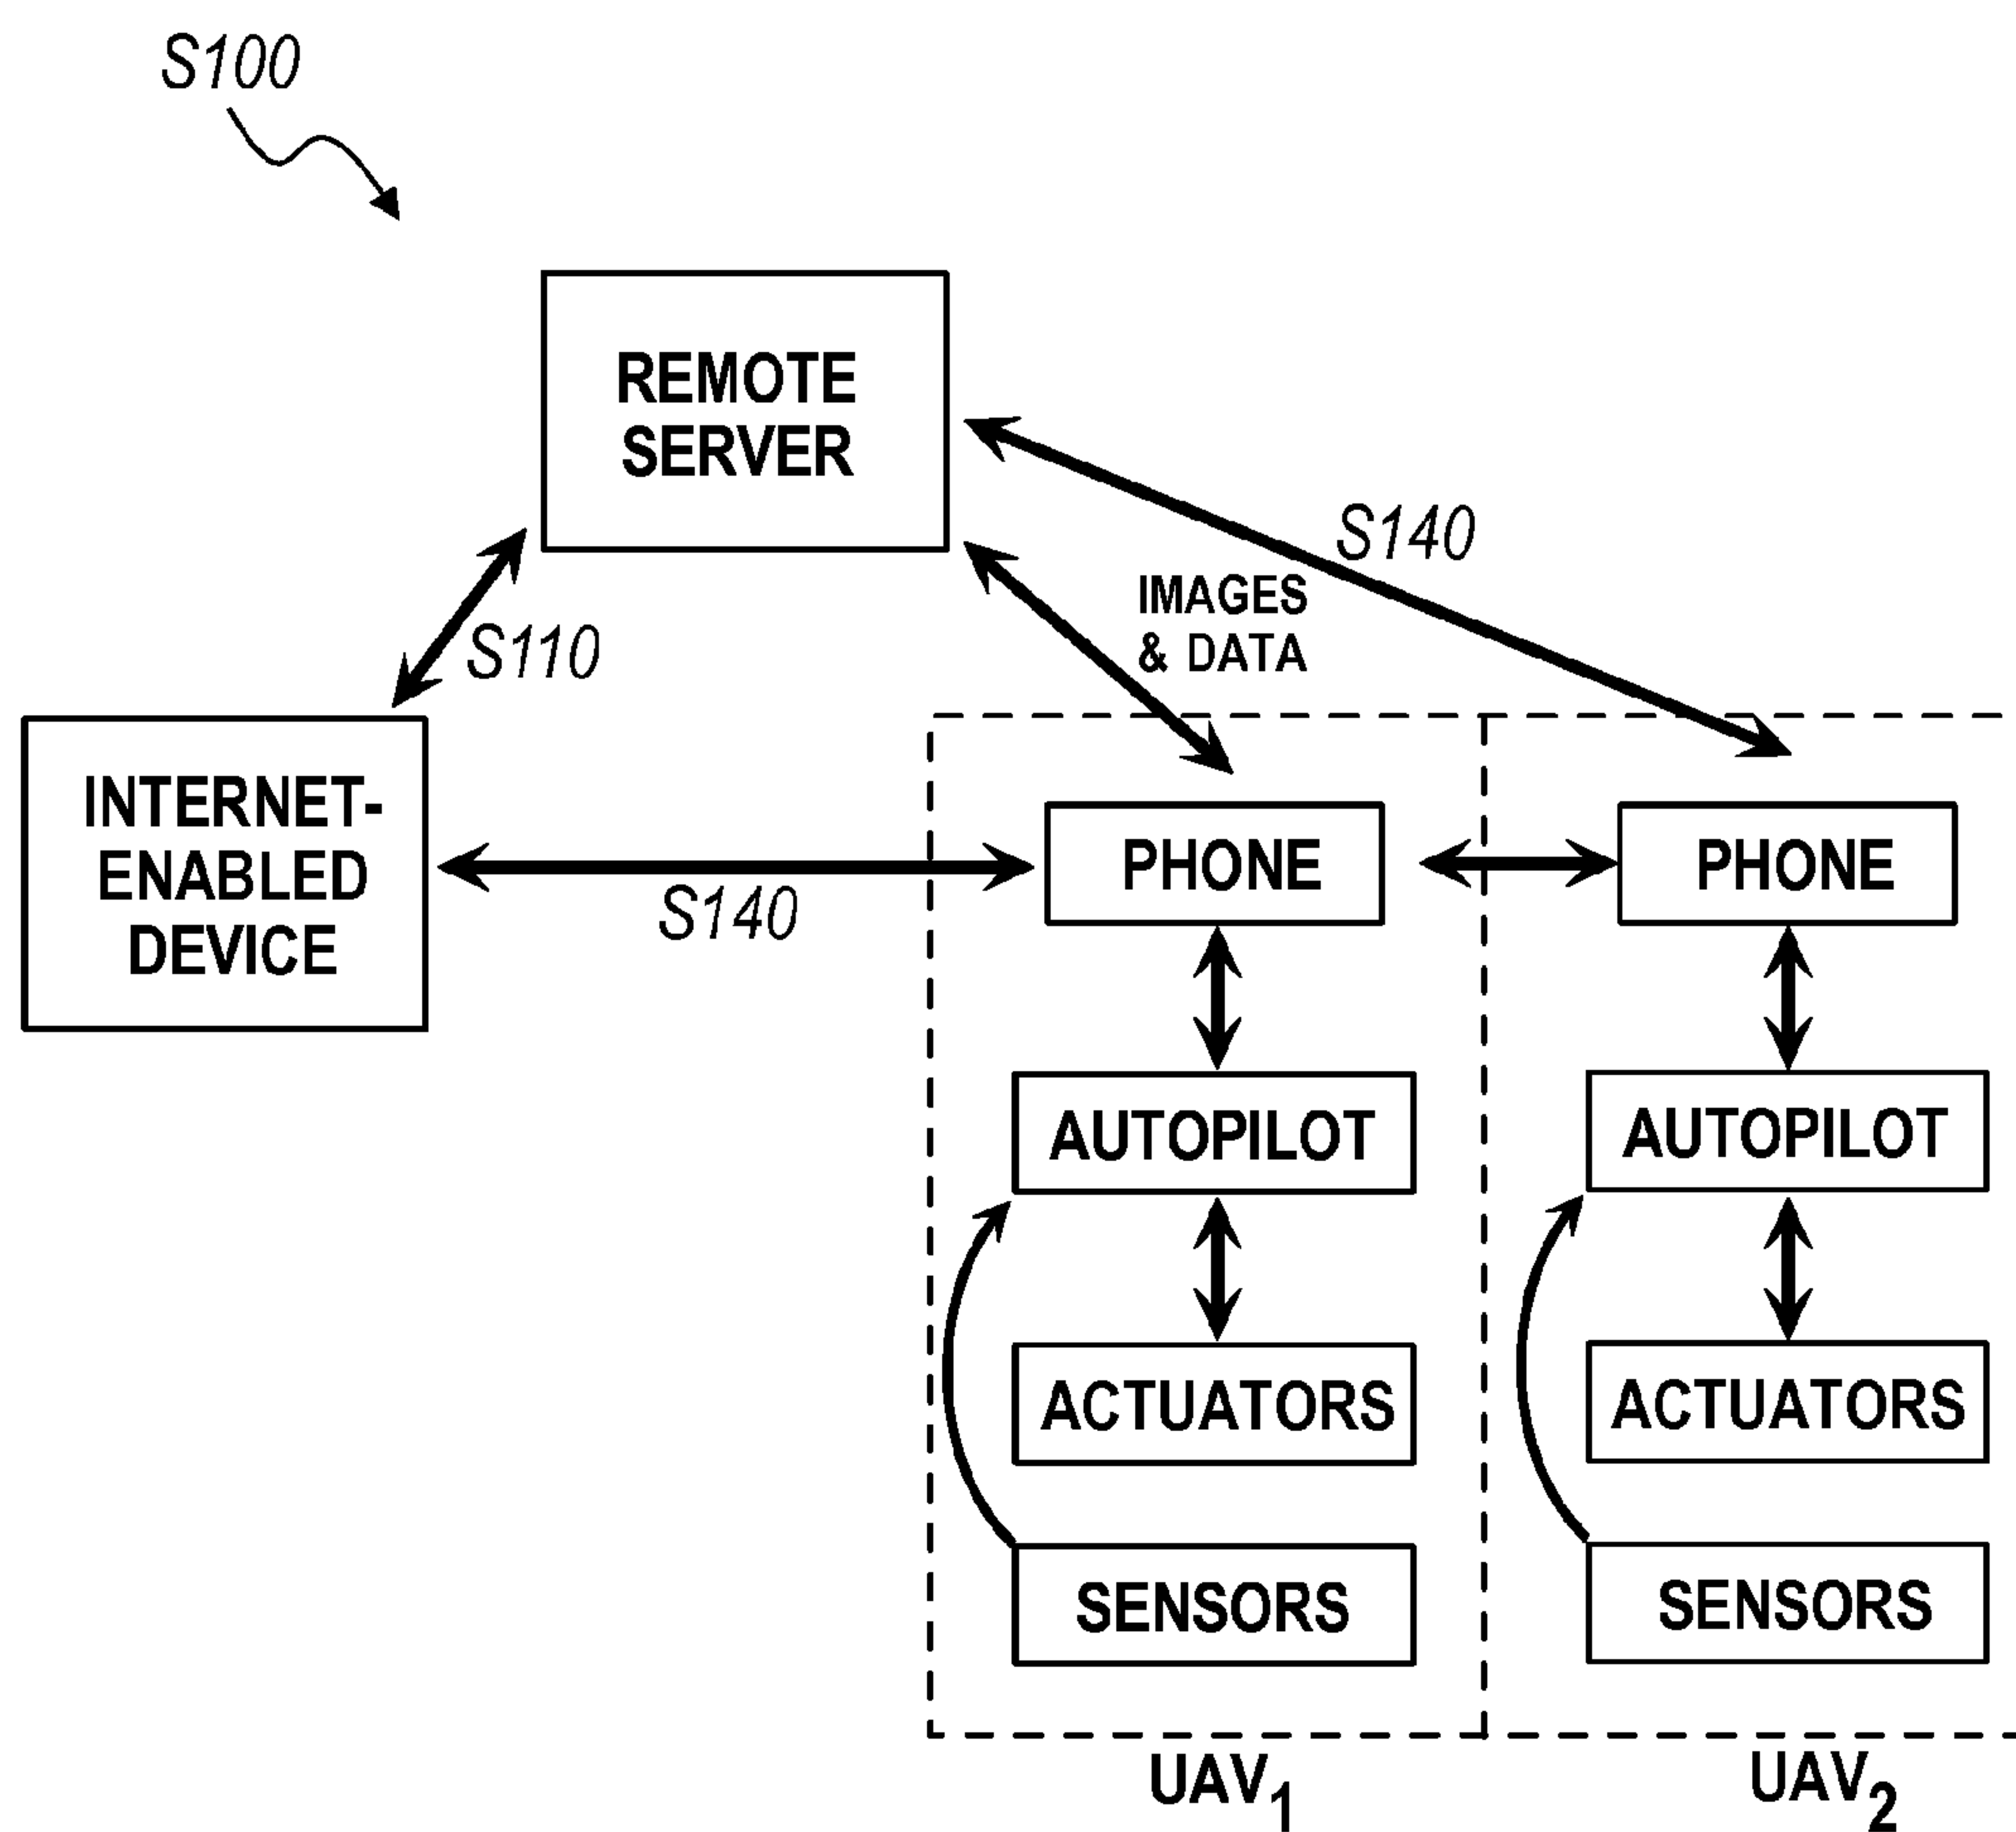 S100
REMOTE
SERVER
S140
IMAGES
& DATA
S110
INTERNET-
ENABLED
DEVICE
S140
PHONE
PHONE
AUTOPILOT
AUTOPILOT
ACTUATORS
ACTUATORS
SENSORS
SENSORS
UAV1
UAV2